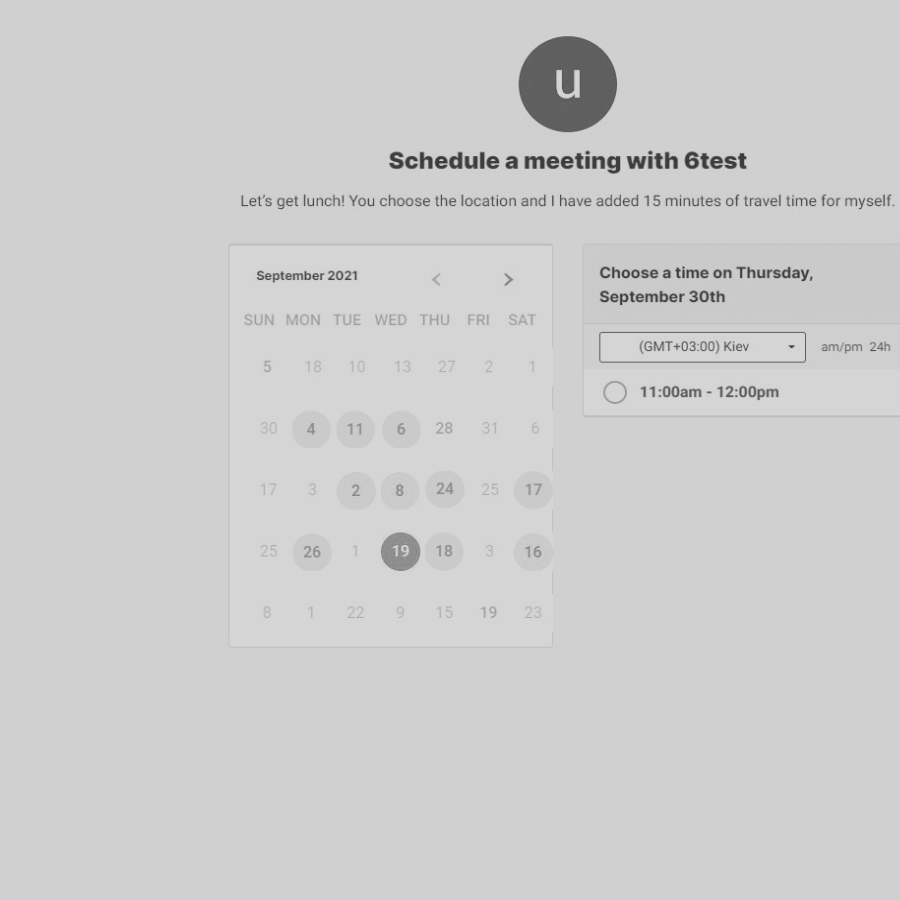 u
Schedule a meeting with 6test
Let's get lunch! You choose the location and I have added 15 minutes of travel time for myself.
September 2021
SUN MON TUE WED THU FRI SAT
5 18 10 13 27 2 1
30 4 11 6 28 31 6
17 3 2 8 24 25 17
25 26 1 19 18 3 16
8 1 22 9 15 19 23
Choose a time on Thursday,
September 30th
(GMT+03:00) Kiev am/pm 24h
11:00am - 12:00pm